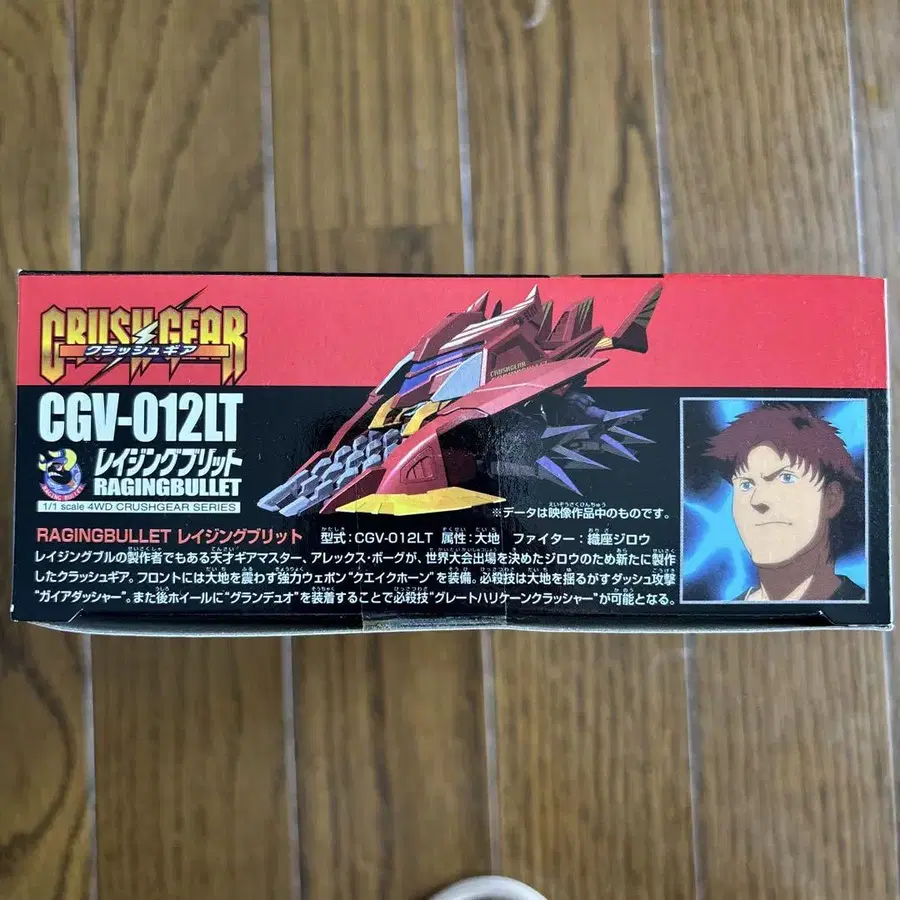 CRUSH GEAR
クラッシュギア
CGV-012LT
レイジングブリット
RAGINGBULLET
1/1 scale 4WD CRUSHGEAR SERIES
※データは映像作品中のものです。
RAGINGBULLET レイジングブリット 型式:CGV-012LT 属性:大地 ファイター:織座ジロウ
レイジングブルの製作者でもある天才ギアマスター、アレックス・ボーグが、世界大会出場を決めたジロウのため新たに製作
したクラッシュギア。フロントには大地を震わす強力ウェポン“クエイクホーン”を装備。必殺技は大地を揺るがすダッシュ攻撃
“ガイアダッシャー”。また後ホイールに“グランデュオ”を装着することで必殺技“グレートハリケーンクラッシャー”が可能となる。